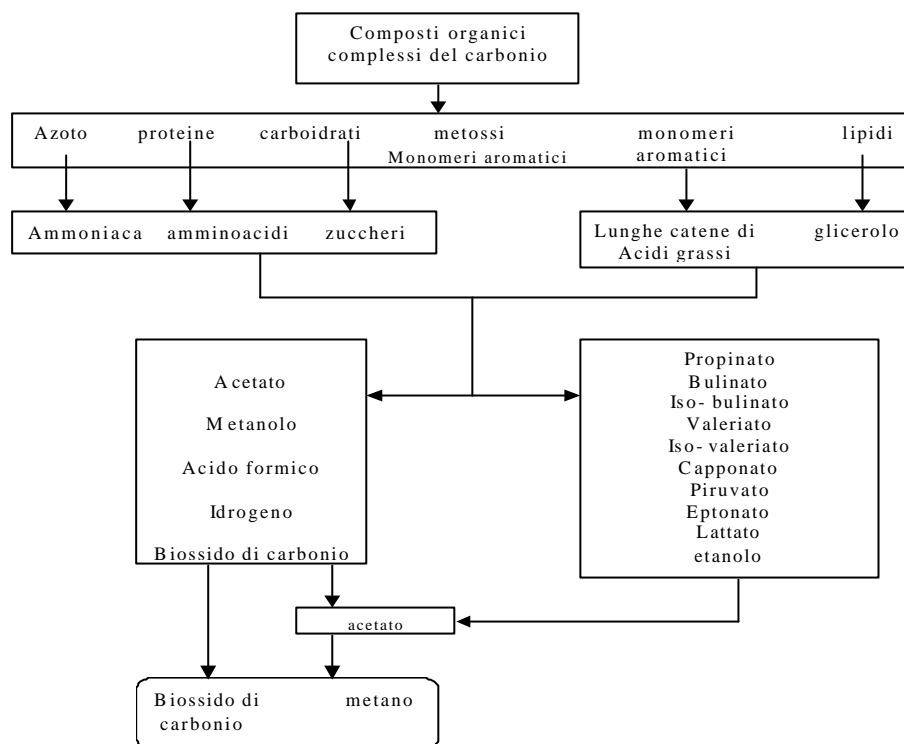 Composti organici
complessi del carbonio
Azoto proteine carboidrati metossi monomeri lipidi
Monomeri aromatici aromatici
Ammoniaca amminoacidi zuccheri
Lunghe catene di glicerolo
Acidi grassi
Acetato
Metanolo
Acido formico
Idrogeno
Biossido di carbonio
Propinato
Bulinato
Iso- bulinato
Valeriato
Iso- valeriato
Capponato
Piruvato
Eptonato
Lattato
etanolo
acetato
Biossido di metano
carbonio